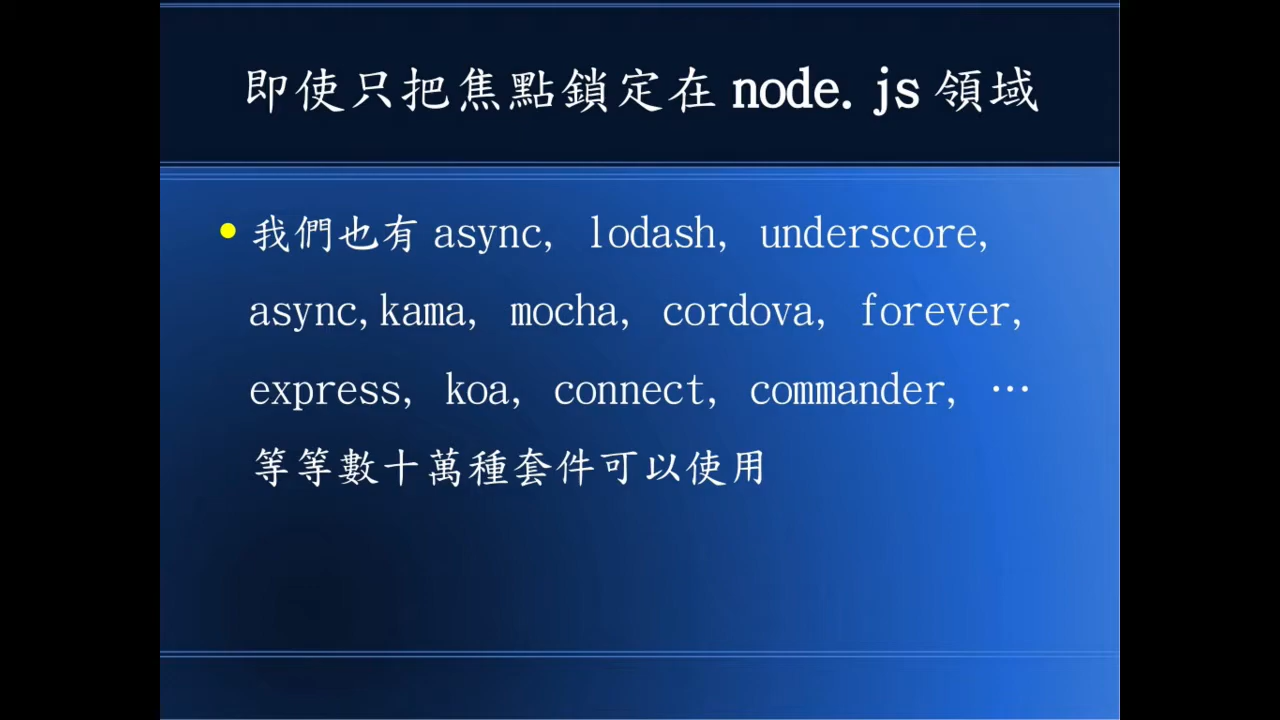 即使只把焦點鎖定在 node.js 領域
• 我們也有 async, lodash, underscore,
async,kama, mocha, cordova, forever,
express, koa, connect, commander, …
等等數十萬種套件可以使用